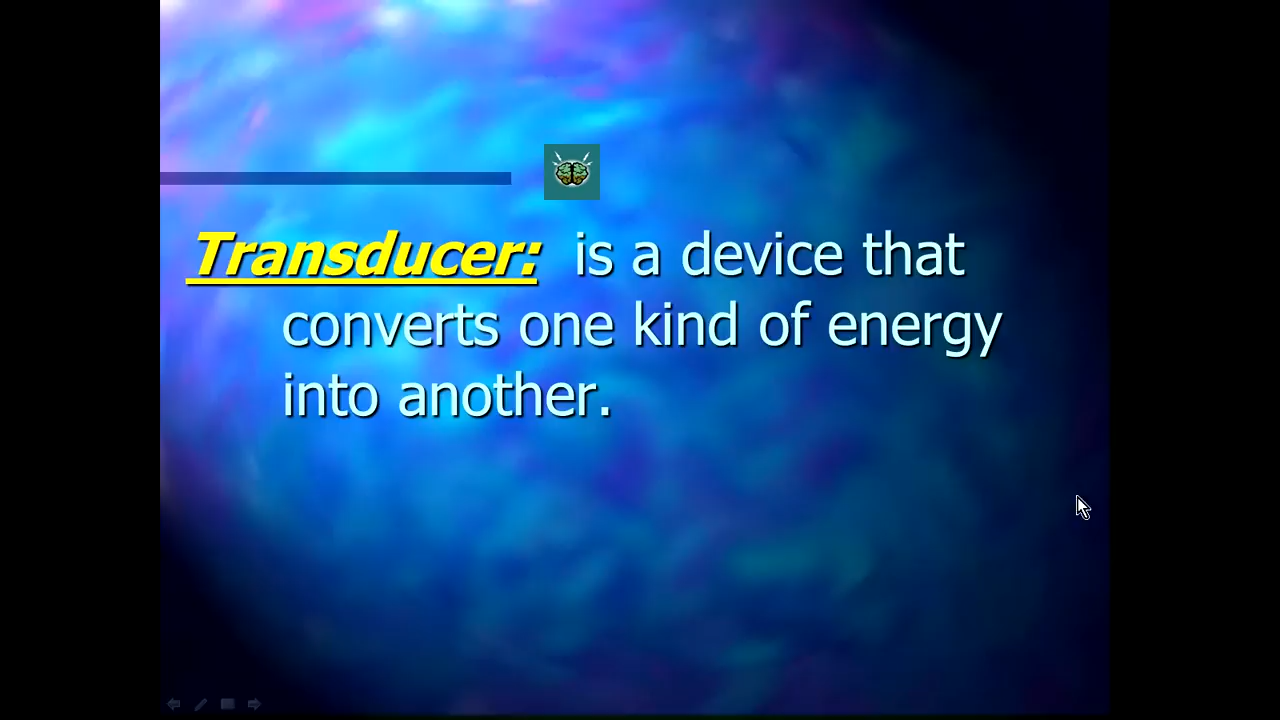 Transducer: is a device that
converts one kind of energy
into another.